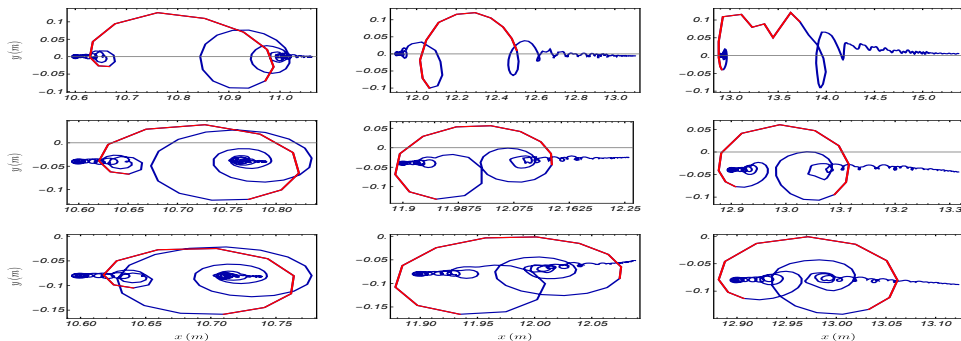 y(m) 0.1 0.05 0 −0.05 −0.1
10.6 10.7 10.8 10.9 11.0
0.1 0.05 0 −0.05 −0.1
12.0 12.2 12.4 12.6 12.8 13.0
0.1 0.05 0 −0.05 −0.1
13.0 13.5 14.0 14.5 15.0
y(m) 0 −0.05 −0.1
10.60 10.65 10.70 10.75 10.80
0.05 0 −0.05 −0.1
11.9 11.9875 12.075 12.1625 12.25
0.05 0 −0.05 −0.1
12.9 13.0 13.1 13.2 13.3
y(m) 0 −0.05 −0.1 −0.15
10.60 10.65 10.70 10.75
0 −0.05 −0.1 −0.15
11.90 11.95 12.00 12.05
0 −0.05 −0.1
12.90 12.95 13.00 13.05 13.10
x (m) x (m) x (m)